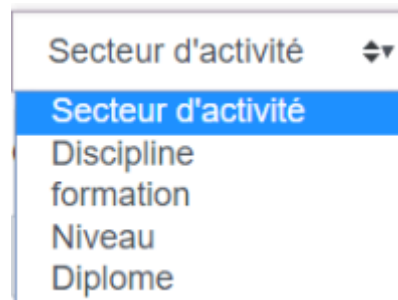 Secteur d'activité
Secteur d'activité
Discipline
formation
Niveau
Diplome